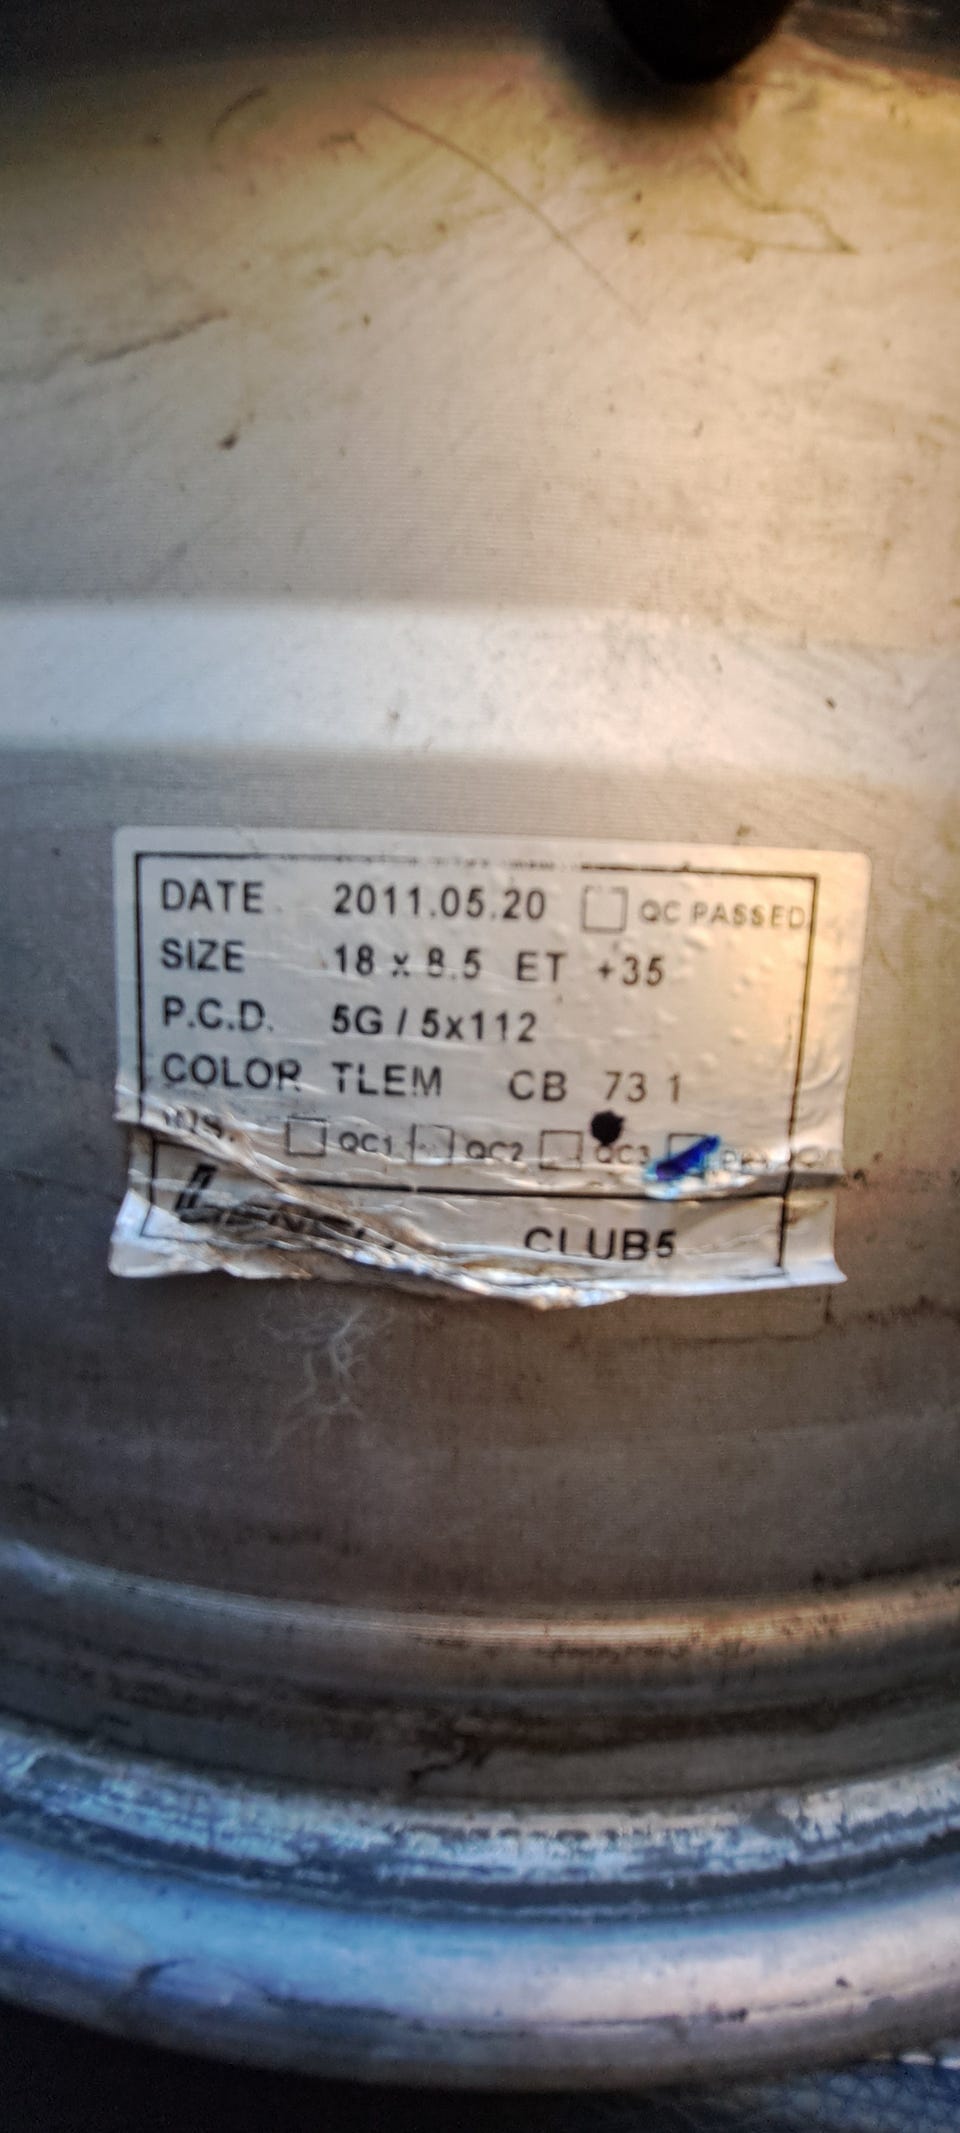 DATE 2011.05.20 QC PASSED
SIZE 18 x 8.5 ET +35
P.C.D. 5G / 5x112
COLOR TLEM CB 73 1
QC1 QC2 QC3
CLUB5